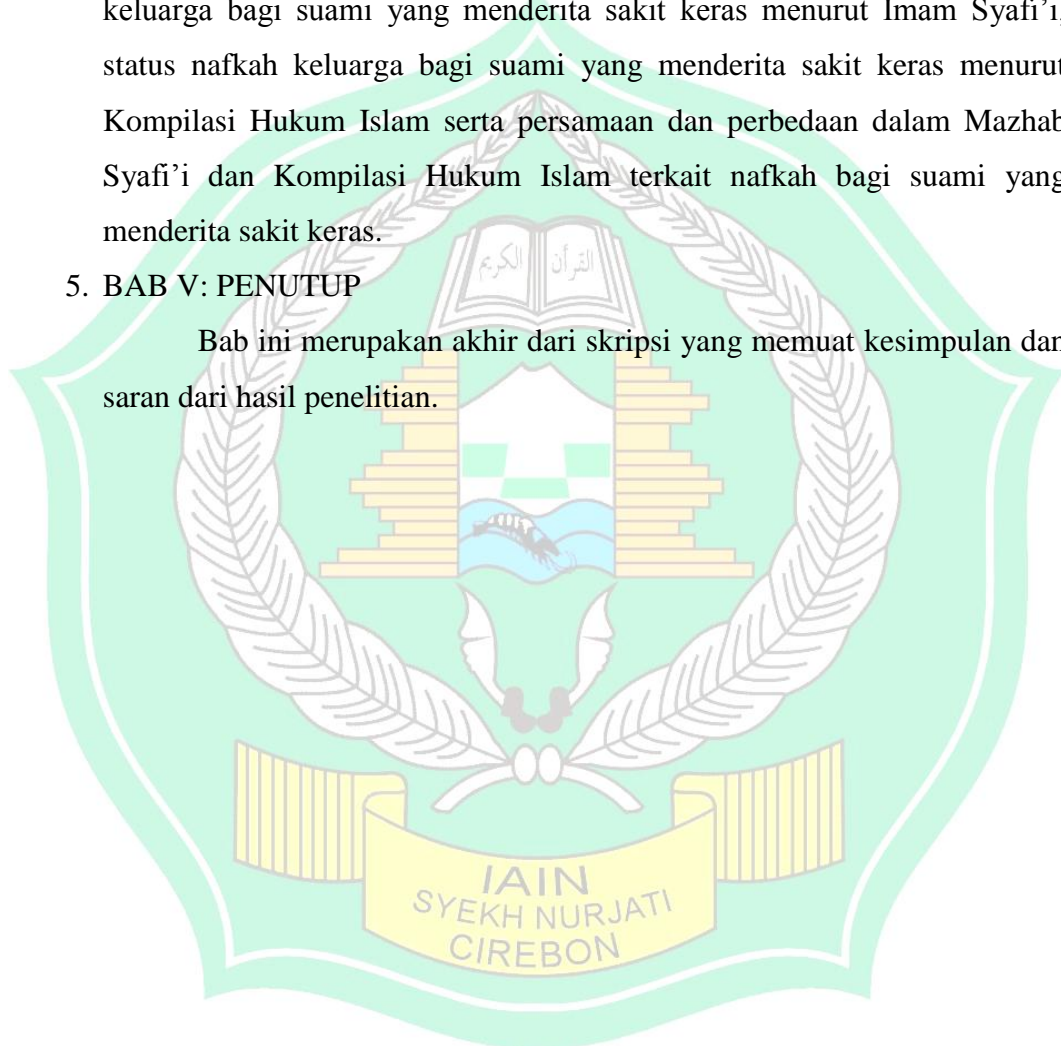 keluarga bagi suami yang menderita sakit keras menurut Imam Syafi’i,
status nafkah keluarga bagi suami yang menderita sakit keras menurut
Kompilasi Hukum Islam serta persamaan dan perbedaan dalam Mazhab
Syafi’i dan Kompilasi Hukum Islam terkait nafkah bagi suami yang
menderita sakit keras.
القرأن الكريم
5. BAB V: PENUTUP
Bab ini merupakan akhir dari skripsi yang memuat kesimpulan dan
saran dari hasil penelitian.
IAIN
SYEKH NURJATI
CIREBON